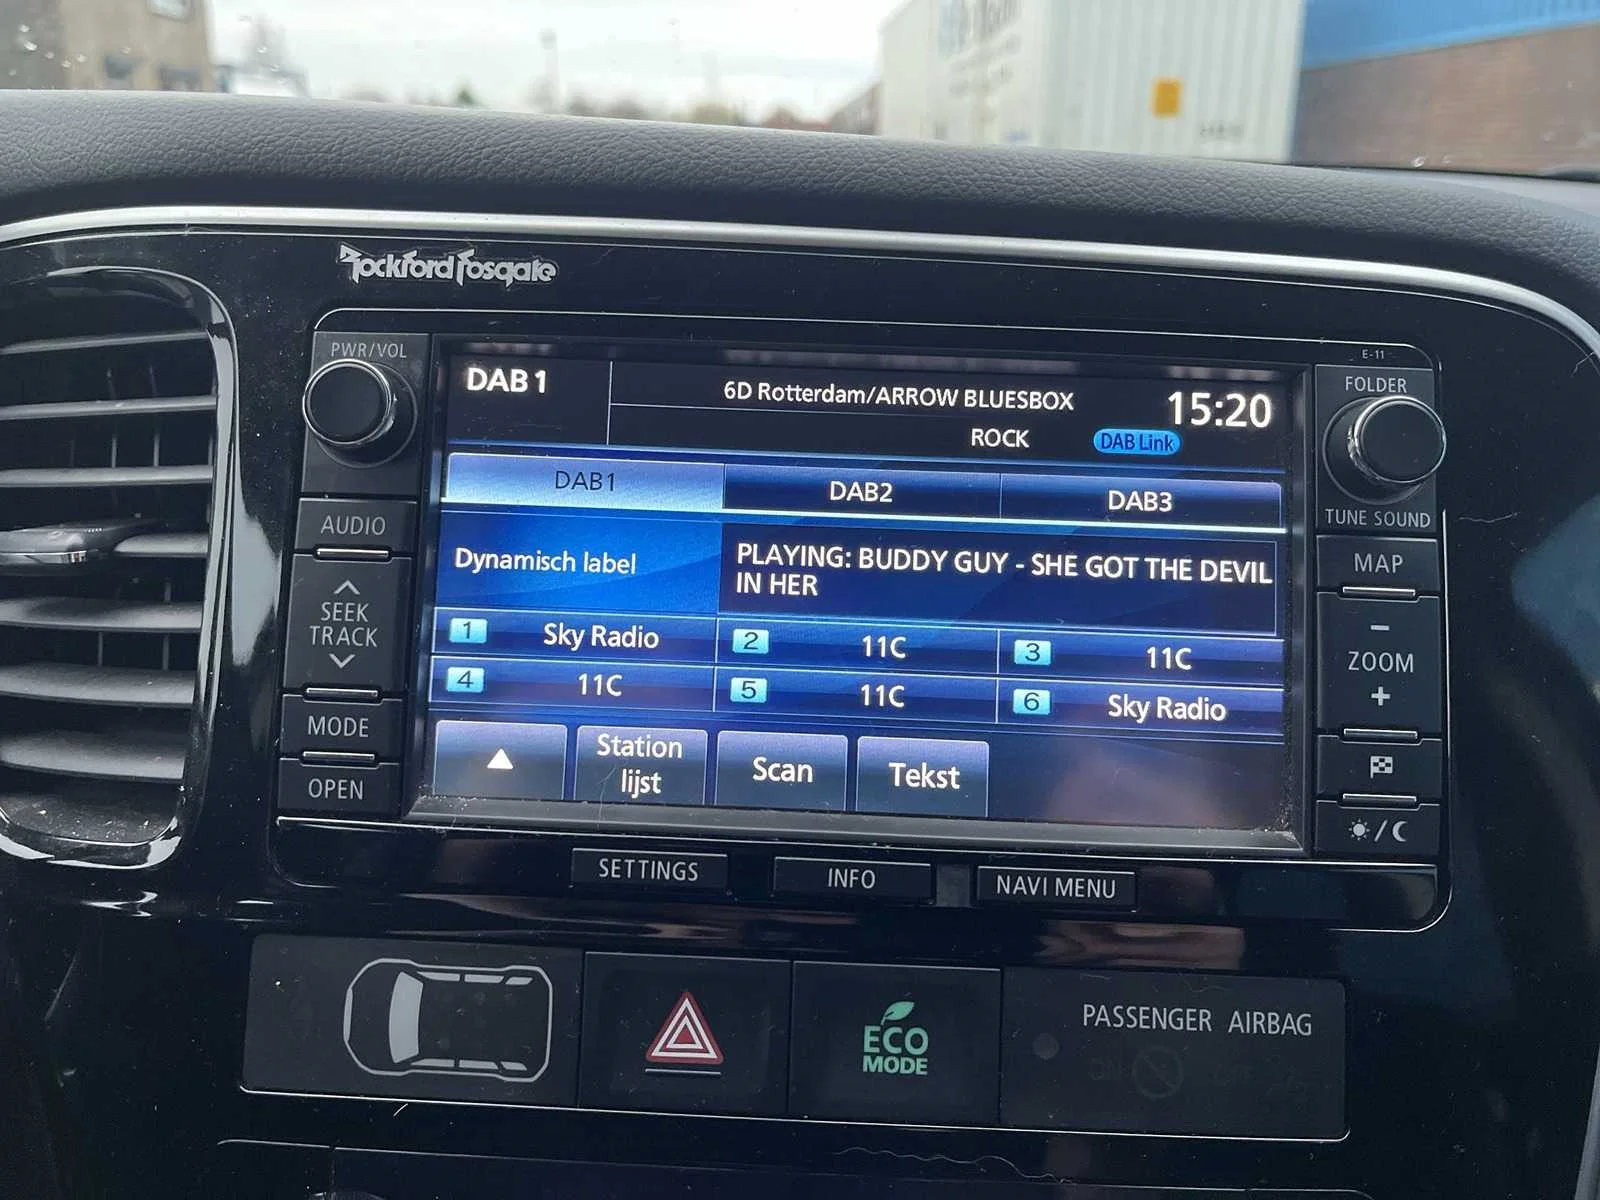 Rockford Fosgate
PWR/VOL
E-11
FOLDER
DAB1
6D Rotterdam/ARROW BLUESBOX
15:20
ROCK
DAB Link
DAB1
DAB2
DAB3
TUNE SOUND
AUDIO
Dynamisch label
PLAYING: BUDDY GUY - SHE GOT THE DEVIL
IN HER
MAP
SEEK
TRACK
1 Sky Radio
2 11C
3 11C
4 11C
5 11C
6 Sky Radio
−
ZOOM
+
MODE
OPEN
Station
lijst
Scan
Tekst
SETTINGS
INFO
NAVI MENU
ECO
MODE
PASSENGER AIRBAG
ON